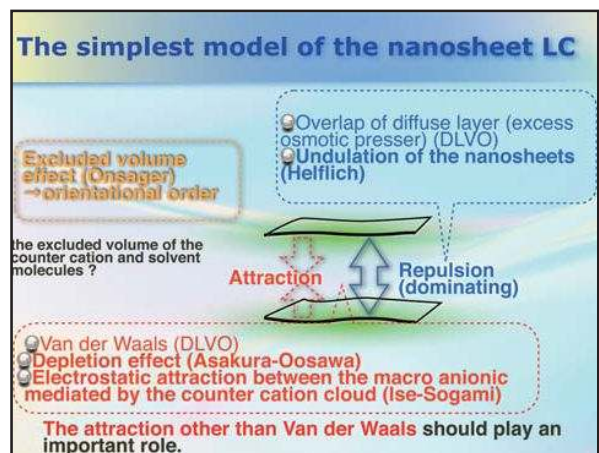 The simplest model of the nanosheet LC
Overlap of diffuse layer (excess
osmotic presser) (DLVO)
Undulation of the nanosheets
(Helflich)
Excluded volume
effect (Onsager)
→orientational order
the excluded volume of the
counter cation and solvent
molecules ?
Attraction
Repulsion
(dominating)
Van der Waals (DLVO)
Depletion effect (Asakura-Oosawa)
Electrostatic attraction between the macro anionic
mediated by the counter cation cloud (Ise-Sogami)
The attraction other than Van der Waals should play an
important role.